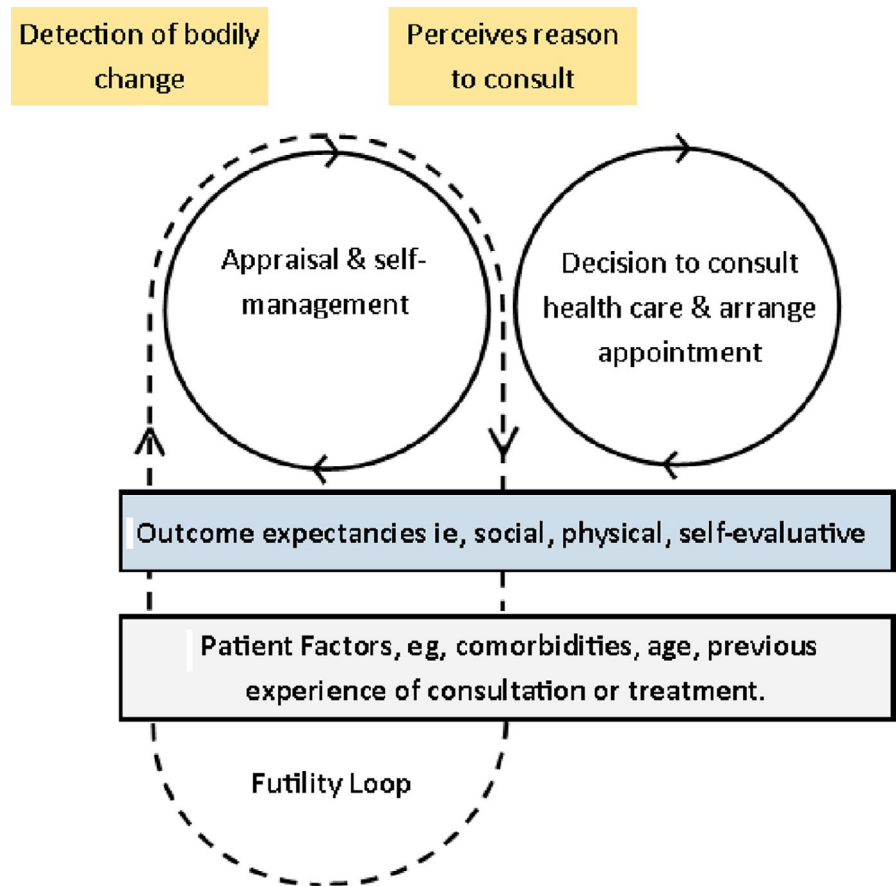 Detection of bodily
change
Perceives reason
to consult
Appraisal & self-
management
Decision to consult
health care & arrange
appointment
Outcome expectancies ie, social, physical, self-evaluative
Patient Factors, eg, comorbidities, age, previous
experience of consultation or treatment.
Futility Loop